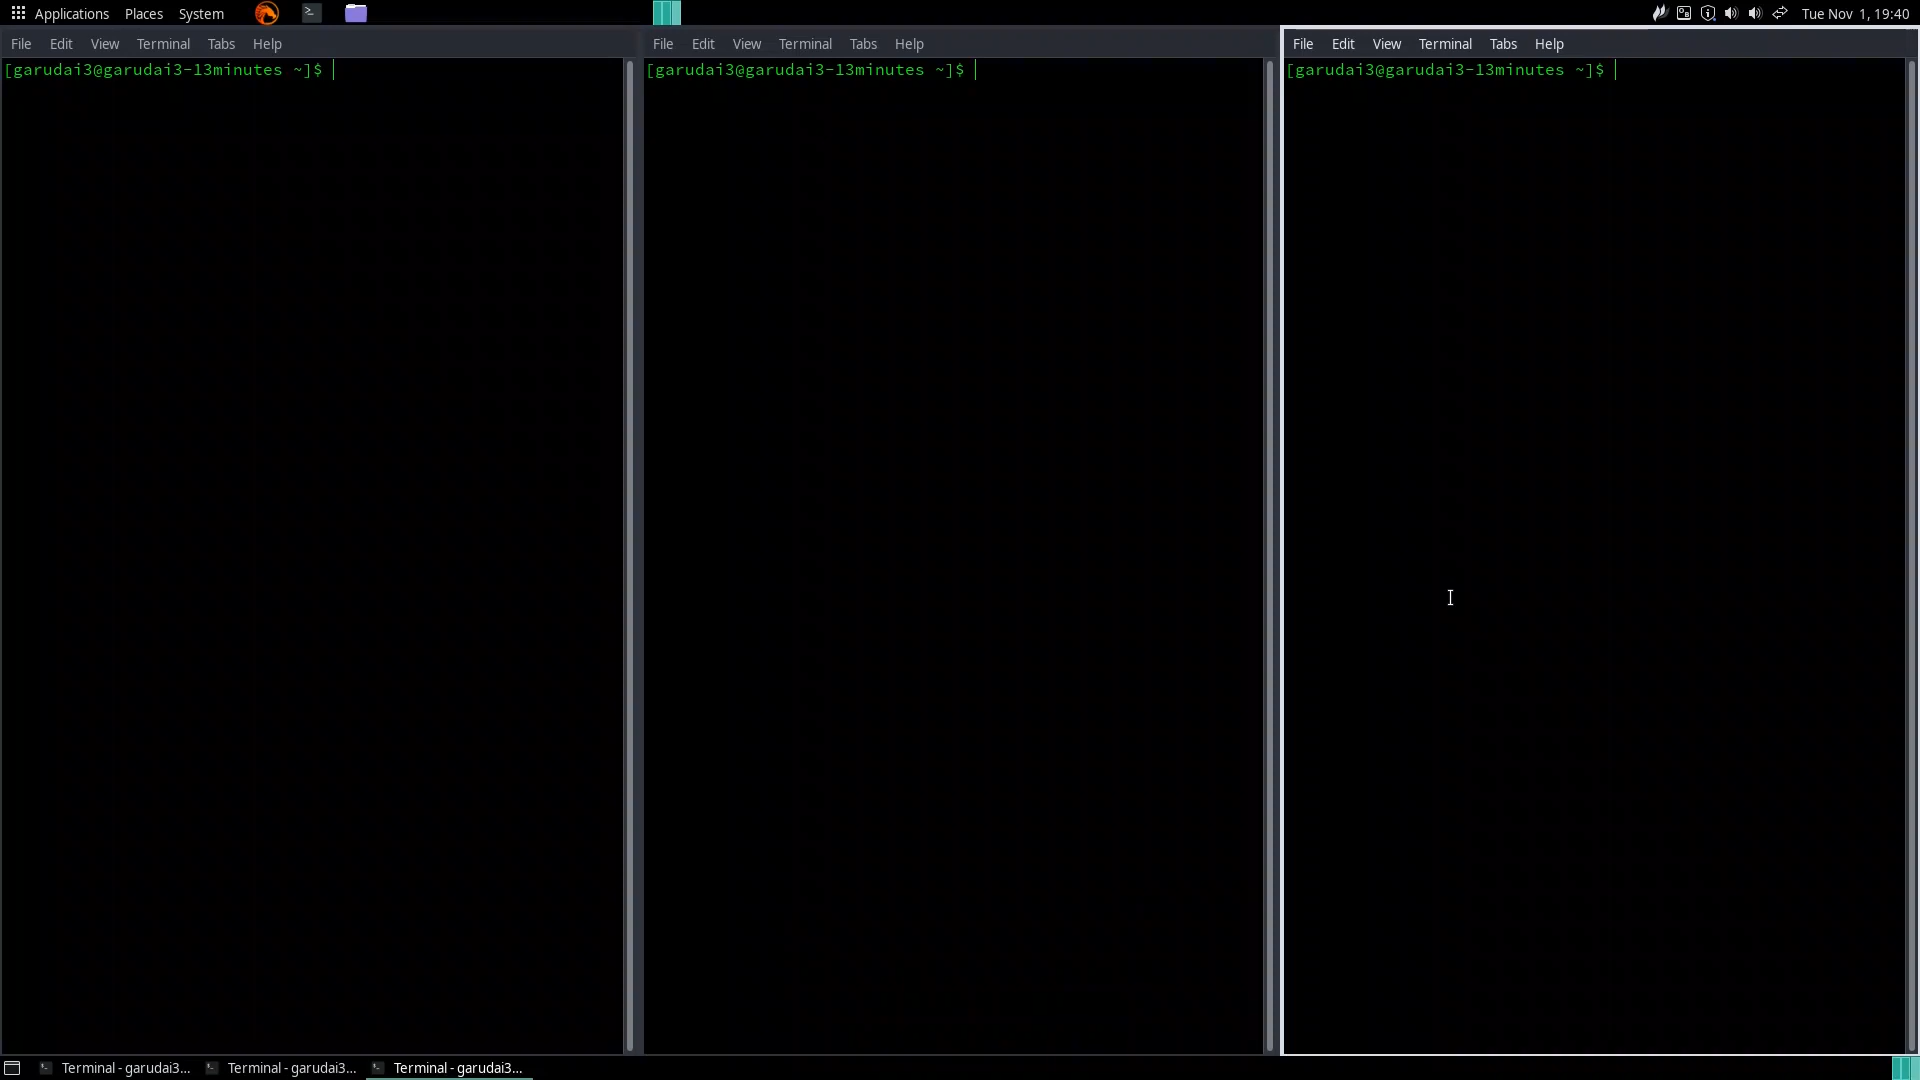 Applications Places System
Tue Nov 1, 19:40
File Edit View Terminal Tabs Help
[garudai3@garudai3-13minutes ~]$
File Edit View Terminal Tabs Help
[garudai3@garudai3-13minutes ~]$
File Edit View Terminal Tabs Help
[garudai3@garudai3-13minutes ~]$
Terminal - garudai3... Terminal - garudai3... Terminal - garudai3...